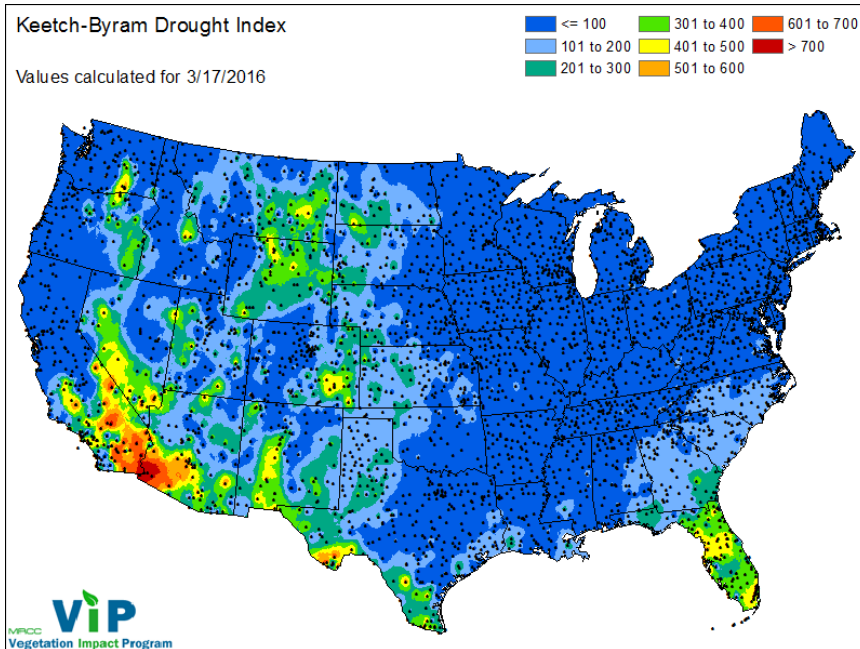 Keetch-Byram Drought Index
Values calculated for 3/17/2016
<= 100
101 to 200
201 to 300
301 to 400
401 to 500
501 to 600
601 to 700
> 700
MRCC ViP
Vegetation Impact Program